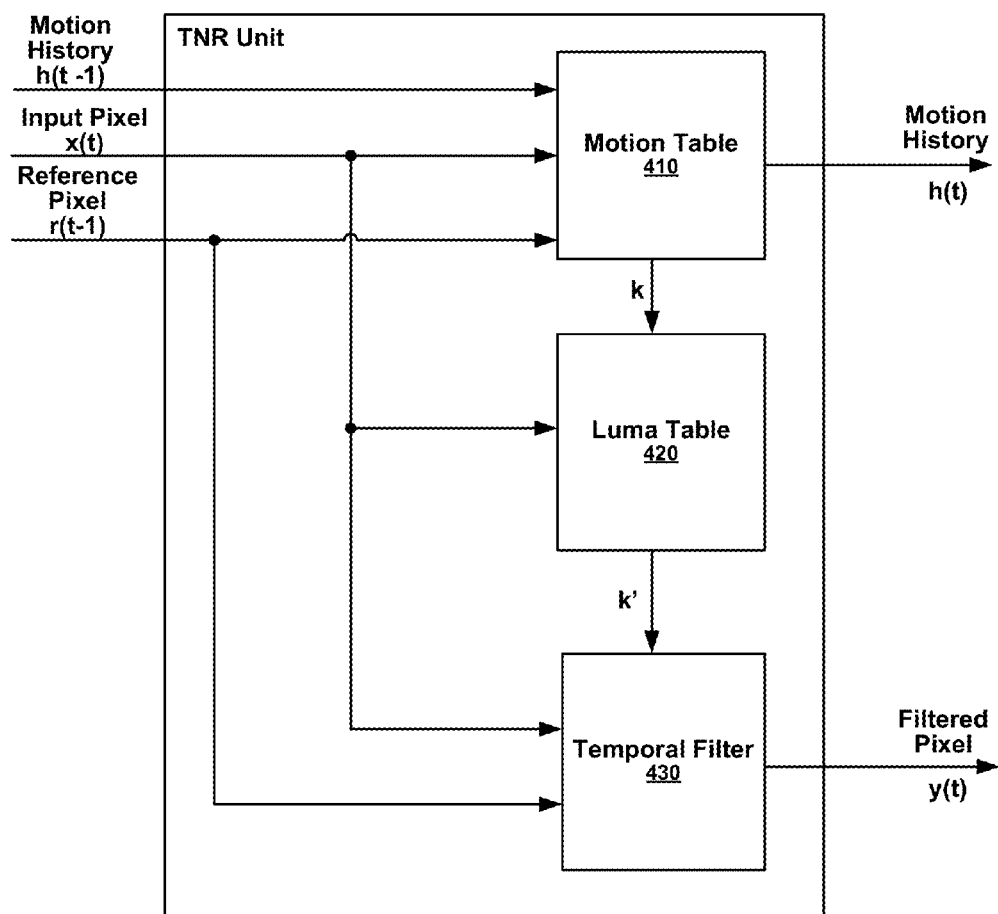 TNR Unit
Motion
History
h(t -1)
Input Pixel
x(t)
Reference
Pixel
r(t-1)
Motion Table
410
Motion
History
h(t)
k
Luma Table
420
k’
Temporal Filter
430
Filtered
Pixel
y(t)